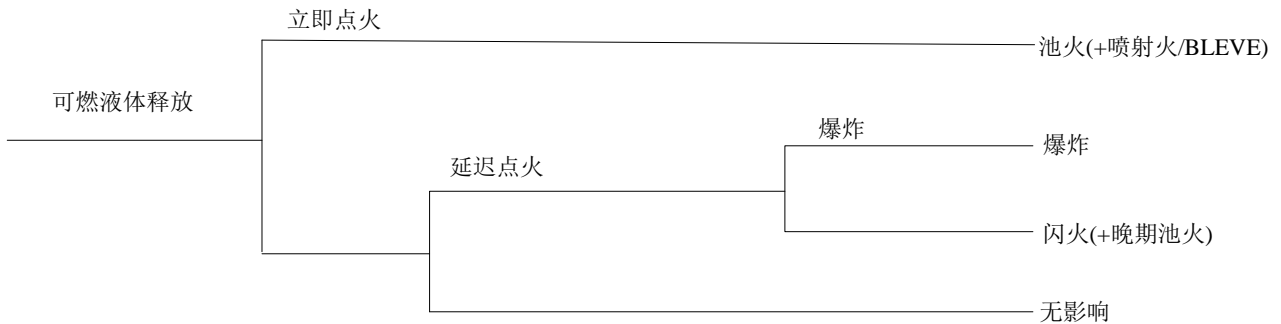 立即点火
池火(+喷射火/BLEVE)
可燃液体释放
爆炸
爆炸
延迟点火
闪火(+晚期池火)
无影响